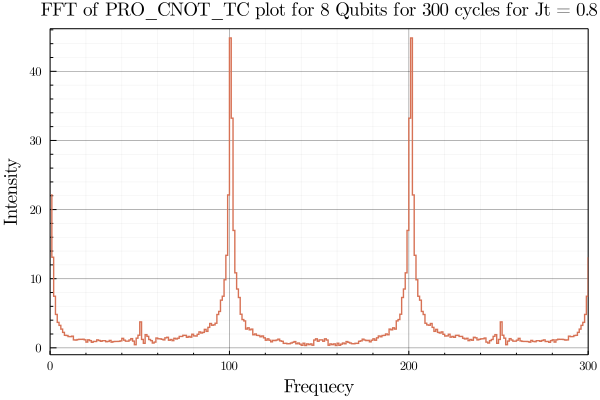 FFT of PRO_CNOT_TC plot for 8 Qubits for 300 cycles for Jt = 0.8
Intensity
40
30
20
10
0
0 100 200 300
Frequecy